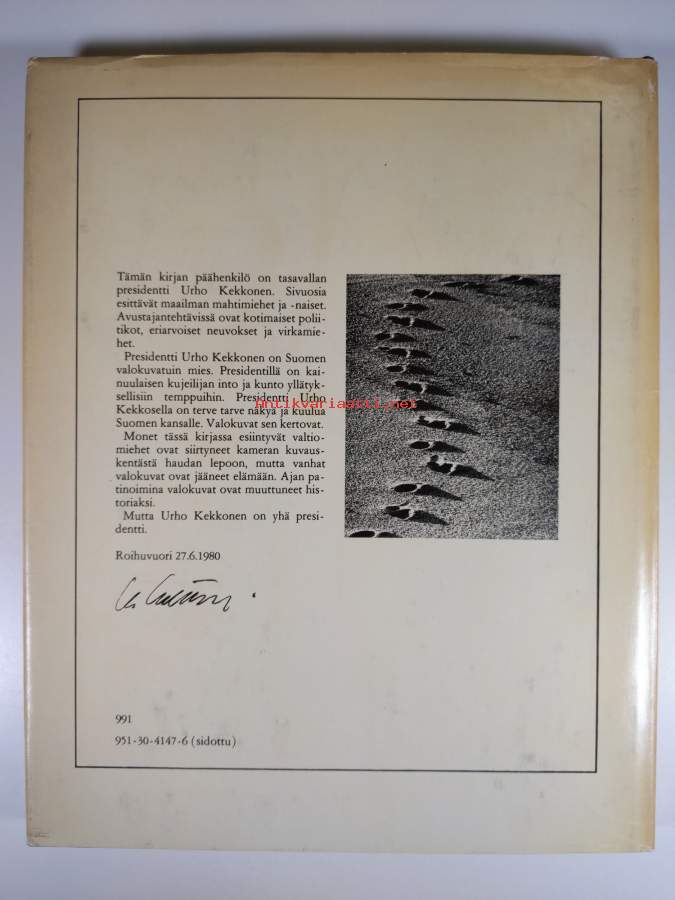 Tämän kirjan päähenkilö on tasavallan
presidentti Urho Kekkonen. Sivuosia
esittävät maailman mahtimiehet ja -naiset.
Avustajantehtävissä ovat kotimaiset polii-
tikot, eriarvoiset neuvokset ja virkamie-
het.
Presidentti Urho Kekkonen on Suomen
valokuvatuin mies. Presidentillä on kai-
nuulaisen kujeilijan into ja kunto yllätyk-
sellisiin temppuihin. Presidentti Urho
Kekkosella on terve tarve näkyä ja kuulua
Suomen kansalle. Valokuvat sen kertovat.
Monet tässä kirjassa esiintyvät valtio-
miehet ovat siirtyneet kameran kuvaus-
kentästä haudan lepoon, mutta vanhat
valokuvat ovat jääneet elämään. Ajan pa-
tinoimina valokuvat ovat muuttuneet his-
toriaksi.
Mutta Urho Kekkonen on yhä presi-
dentti.
Roihuvuori 27.6.1980
991
951-30-4147-6 (sidottu)
antikvariaatti.net